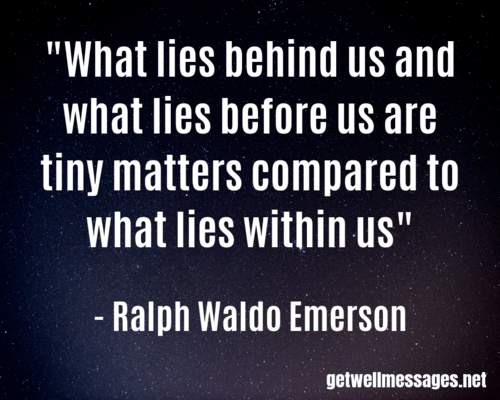 "What lies behind us and
what lies before us are
tiny matters compared to
what lies within us"
- Ralph Waldo Emerson
getwellmessages.net